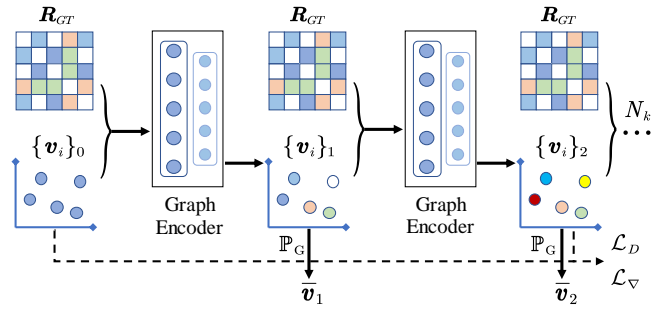 R_GT R_GT R_GT
{v_i}_0 {v_i}_1 {v_i}_2 N_k ...
Graph Encoder
Graph Encoder
ℙ_G ℙ_G ℒ_D
v̅_1 v̅_2 ℒ_∇